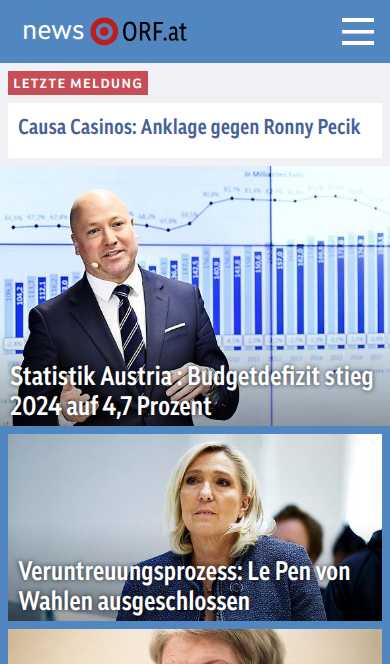 news ORF.at
LETZTE MELDUNG
Causa Casinos: Anklage gegen Ronny Pecik
Statistik Austria : Budgetdefizit stieg
2024 auf 4,7 Prozent
Veruntreuungsprozess: Le Pen von
Wahlen ausgeschlossen